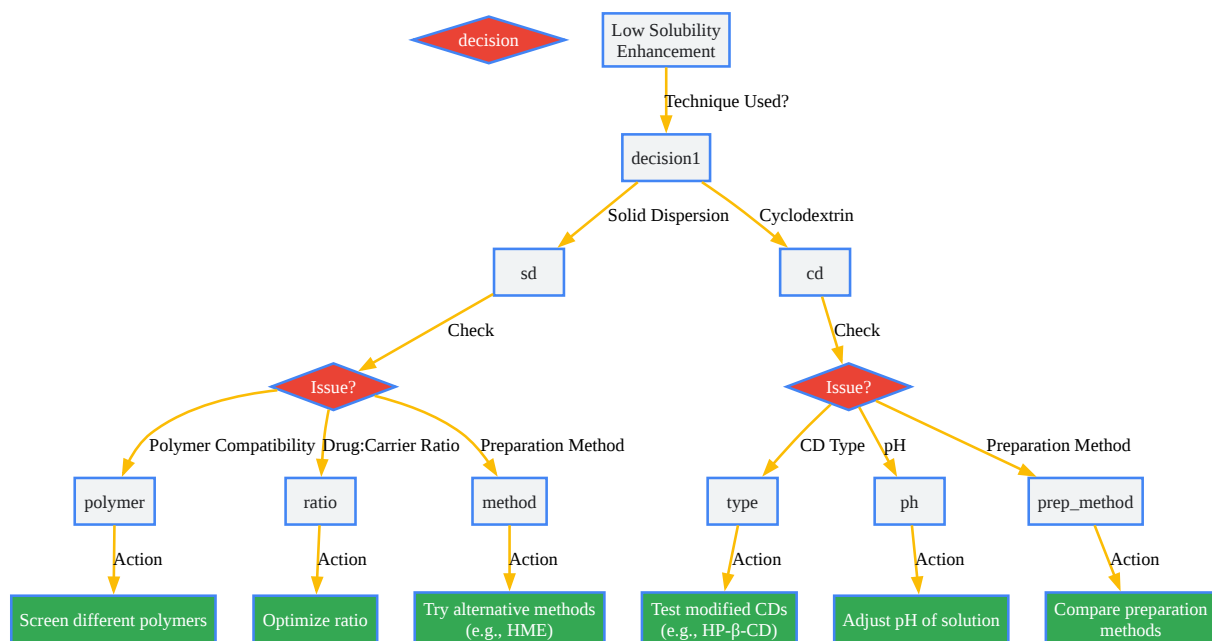 decision
Low Solubility
Enhancement
Technique Used?
decision1
Solid Dispersion
Cyclodextrin
sd
cd
Check
Check
Issue?
Issue?
Polymer Compatibility
Drug:Carrier Ratio
Preparation Method
CD Type
pH
Preparation Method
polymer
ratio
method
type
ph
prep_method
Action
Action
Action
Action
Action
Action
Screen different polymers
Optimize ratio
Try alternative methods
(e.g., HME)
Test modified CDs
(e.g., HP-β-CD)
Adjust pH of solution
Compare preparation
methods